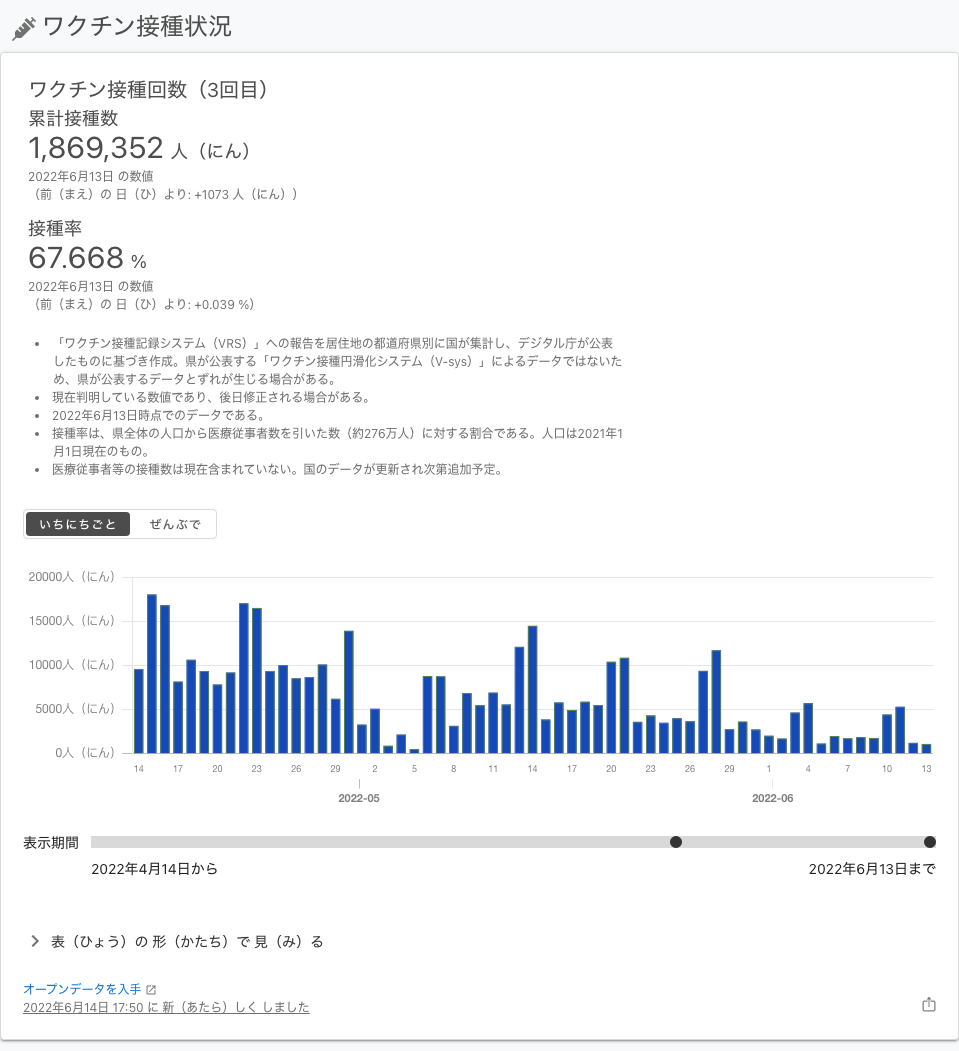 ワクチン接種状況
ワクチン接種回数（3回目）
累計接種数
1,869,352 人（にん）
2022年6月13日 の数値
（前（まえ）の 日（ひ）より: +1073 人（にん））
接種率
67.668 %
2022年6月13日 の数値
（前（まえ）の 日（ひ）より: +0.039 %）
• 「ワクチン接種記録システム（VRS）」への報告を居住地の都道府県別に国が集計し、デジタル庁が公表
したものに基づき作成。県が公表する「ワクチン接種円滑化システム（V-sys）」によるデータではないた
め、県が公表するデータとずれが生じる場合がある。
• 現在判明している数値であり、後日修正される場合がある。
• 2022年6月13日時点でのデータである。
• 接種率は、県全体の人口から医療従事者数を引いた数（約276万人）に対する割合である。人口は2021年1
月1日現在のもの。
• 医療従事者等の接種数は現在含まれていない。国のデータが更新され次第追加予定。
いちにちごと ぜんぶで
20000人（にん）
15000人（にん）
10000人（にん）
5000人（にん）
0人（にん）
14 17 20 23 26 29 2 5 8 11 14 17 20 23 26 29 1 4 7 10 13
2022-05 2022-06
表示期間
2022年4月14日から 2022年6月13日まで
表（ひょう）の 形（かたち）で 見（み）る
オープンデータを入手
2022年6月14日 17:50 に 新（あたら）しく しました